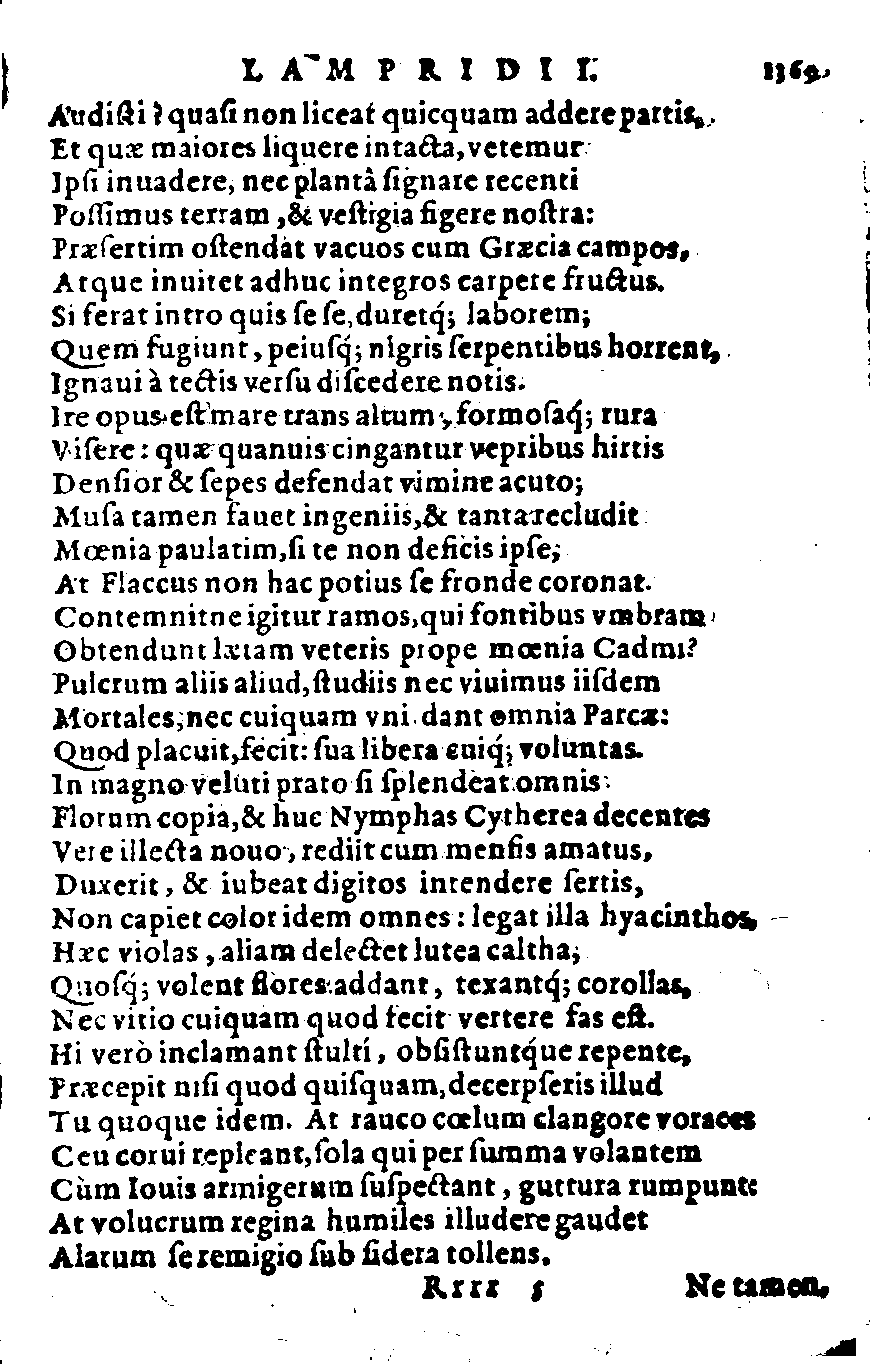 LAMPRIDII. 1369.
Audiſti? quaſi non liceat quicquam addere partis,
Et quæ maiores liquere intacta, vetemur
Ipſi inuadere, nec plantâ ſignare recenti
Poſſimus terram, & veſtigia figere noſtra:
Præſertim oſtendat vacuos cum Græcia campos,
Atque inuitet adhuc integros carpere fructus.
Si ferat intro quis ſe ſe, duretq́; laborem;
Quem fugiunt, peiuſq́; nigris ſerpentibus horrent,
Ignaui à tectis verſu diſcedere notis.
Ire opus eſt mare trans altum, formoſaq́; rura
Viſere: quæ quanuis cingantur vepribus hirtis
Denſior & ſepes defendat vimine acuto;
Muſa tamen fauet ingeniis, & tanta recludit
Mœnia paulatim, ſi te non deficis ipſe;
At Flaccus non hac potius ſe fronde coronat.
Contemnitne igitur ramos, qui fontibus vmbram
Obtendunt lætam veteris prope mœnia Cadmi?
Pulcrum aliis aliud, ſtudiis nec viuimus iiſdem
Mortales, nec cuiquam vni dant omnia Parcæ:
Quod placuit, fecit: ſua libera cuiq́; voluntas.
In magno veluti prato ſi ſplendeat omnis
Florum copia, & huc Nymphas Cytherea decentes
Vere illecta nouo, rediit cum menſis amatus,
Duxerit, & iubeat digitos intendere ſertis,
Non capiet color idem omnes: legat illa hyacinthos,
Hæc violas, aliam delectet lutea caltha;
Quoſq́; volent flores addant, texantq́; corollas,
Nec vitio cuiquam quod fecit vertere fas eſt.
Hi verò inclamant ſtulti, obſiſtuntq́ue repente,
Præcepit niſi quod quiſquam, decerpſeris illud
Tu quoque idem. At rauco cœlum clangore voraces
Ceu corui repleant, ſola qui per ſumma volantem
Cùm Iouis armigerum ſuſpectant, guttura rumpunt:
At volucrum regina humiles illudere gaudet
Alarum ſe remigio ſub ſidera tollens.
Rrrr 5 Ne tamen,